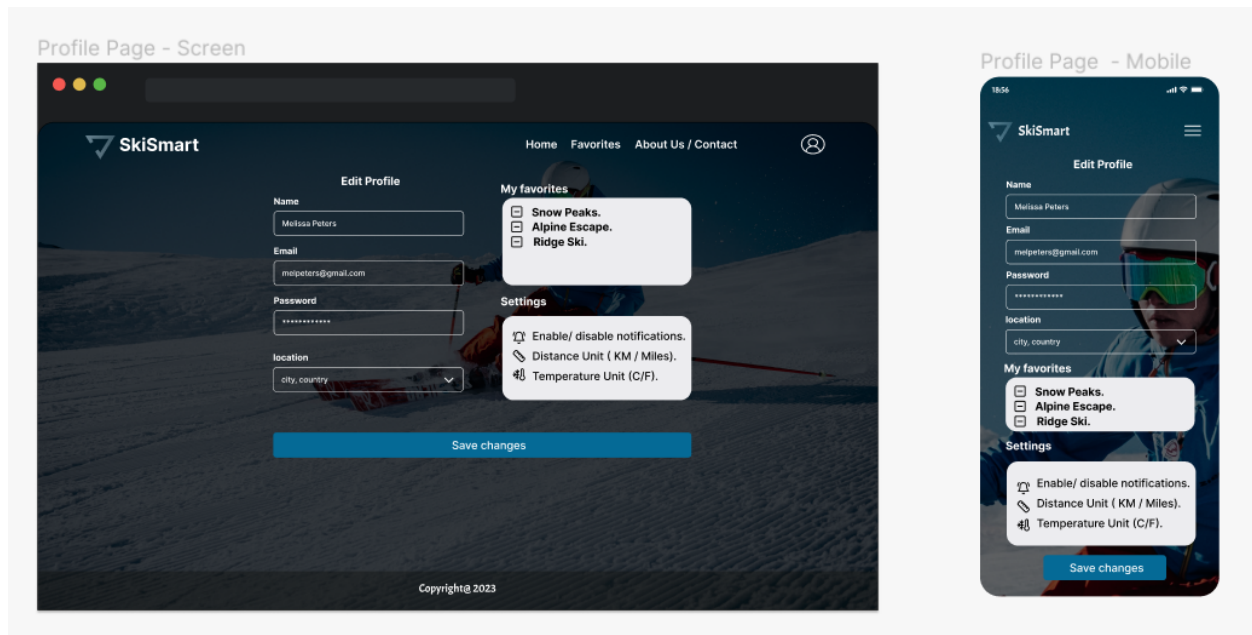 Profile Page - Screen
SkiSmart
Home Favorites About Us / Contact
Edit Profile
Name
Melissa Peters
Email
melpeters@gmail.com
Password
************
location
city, country
My favorites
Snow Peaks.
Alpine Escape.
Ridge Ski.
Settings
Enable/ disable notifications.
Distance Unit ( KM / Miles).
Temperature Unit (C/F).
Save changes
Copyright@ 2023
Profile Page - Mobile
18:56
SkiSmart
Edit Profile
Name
Melissa Peters
Email
melpeters@gmail.com
Password
************
location
city, country
My favorites
Snow Peaks.
Alpine Escape.
Ridge Ski.
Settings
Enable/ disable notifications.
Distance Unit ( KM / Miles).
Temperature Unit (C/F).
Save changes